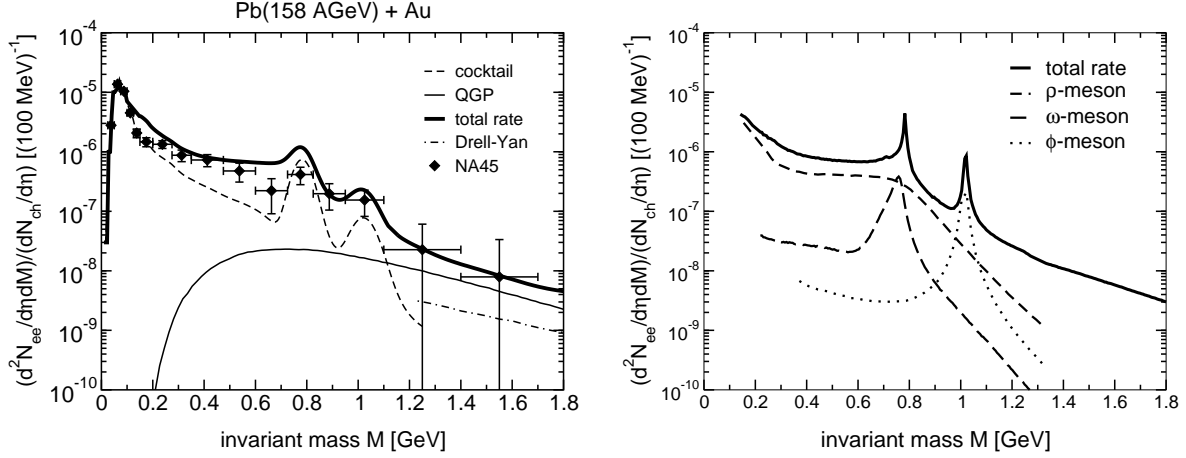 Pb(158 AGeV) + Au
(d²N_ee/dηdM)/(dN_ch/dη) [(100 MeV)⁻¹]
10⁻⁴
10⁻⁵
10⁻⁶
10⁻⁷
10⁻⁸
10⁻⁹
10⁻¹⁰
cocktail
QGP
total rate
Drell-Yan
NA45
0 0.2 0.4 0.6 0.8 1 1.2 1.4 1.6 1.8
invariant mass M [GeV]
(d²N_ee/dηdM)/(dN_ch/dη) [(100 MeV)⁻¹]
10⁻⁴
10⁻⁵
10⁻⁶
10⁻⁷
10⁻⁸
10⁻⁹
10⁻¹⁰
total rate
ρ-meson
ω-meson
ϕ-meson
0 0.2 0.4 0.6 0.8 1 1.2 1.4 1.6 1.8
invariant mass M [GeV]